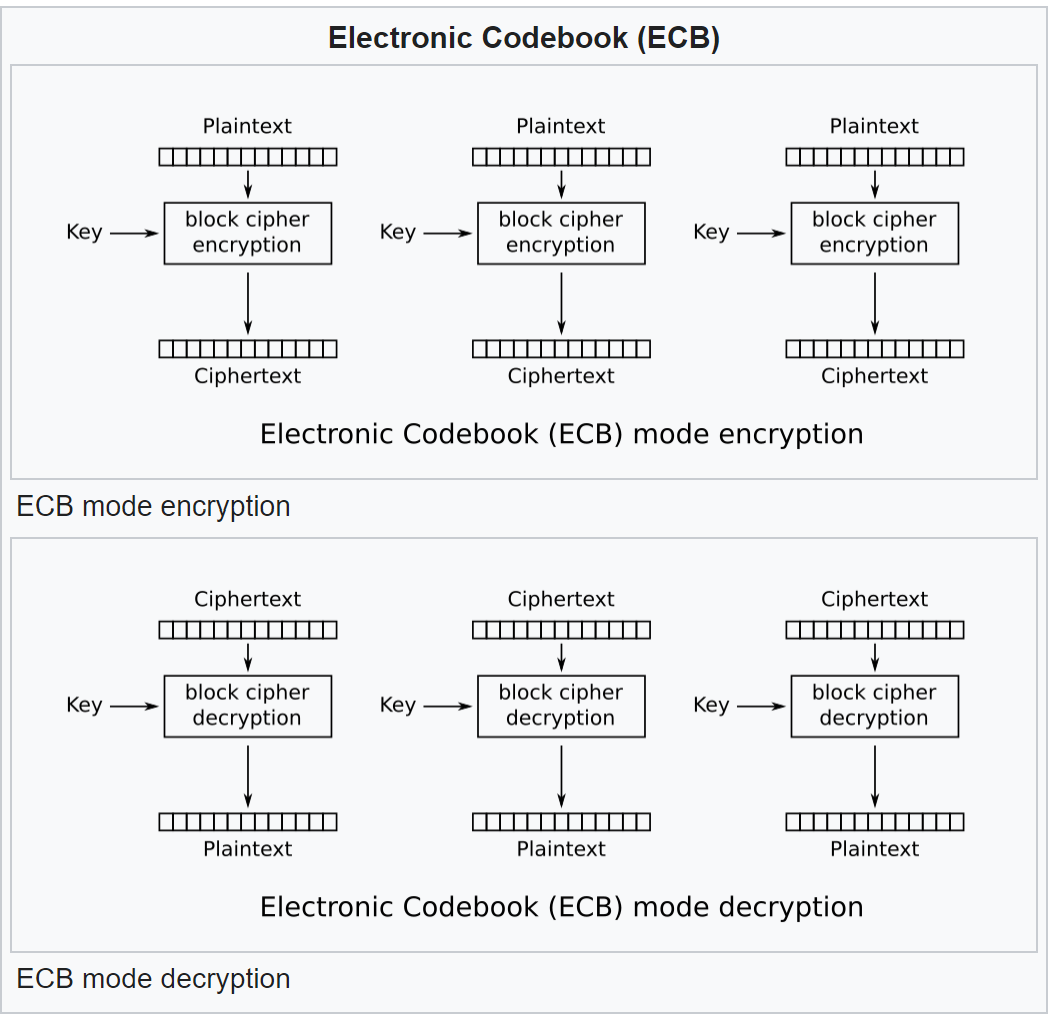 Electronic Codebook (ECB)
Plaintext Plaintext Plaintext
Key block cipher encryption Key block cipher encryption Key block cipher encryption
Ciphertext Ciphertext Ciphertext
Electronic Codebook (ECB) mode encryption
ECB mode encryption
Ciphertext Ciphertext Ciphertext
Key block cipher decryption Key block cipher decryption Key block cipher decryption
Plaintext Plaintext Plaintext
Electronic Codebook (ECB) mode decryption
ECB mode decryption